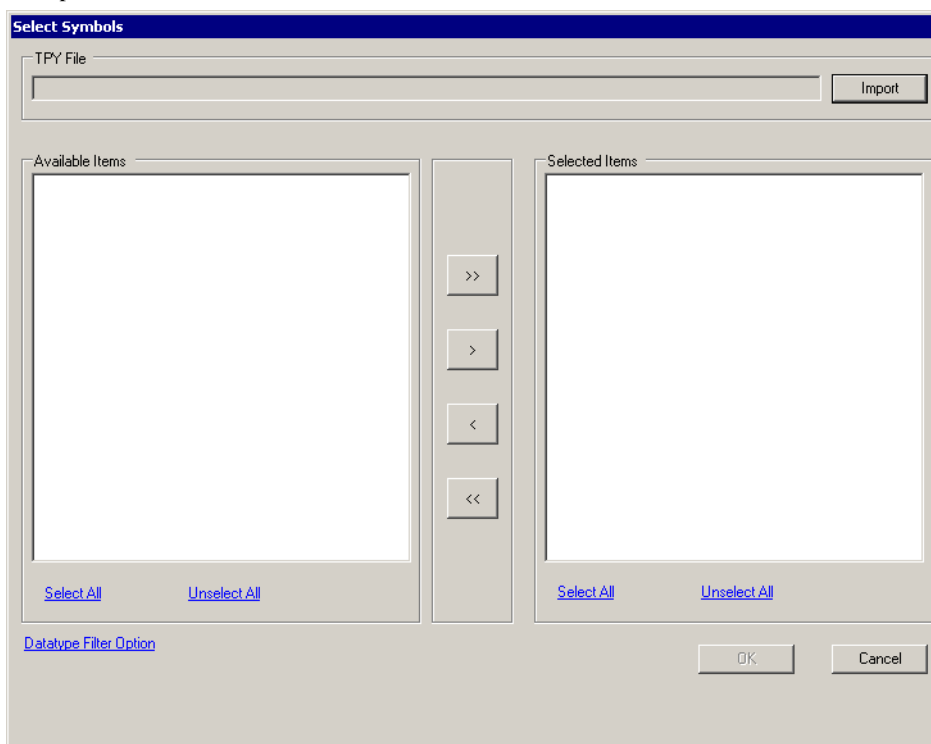 Select Symbols
TPY File
Import
Available Items
Selected Items
>>
>
<
<<
Select All Unselect All
Select All Unselect All
Datatype Filter Option
OK Cancel